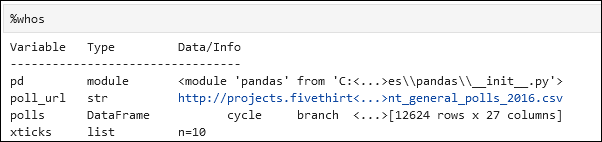 %whos
Variable   Type         Data/Info
---------------------------------
pd         module       <module 'pandas' from 'C:<...>es\\pandas\\__init__.py'>
poll_url   str          http://projects.fivethirt<...>nt_general_polls_2016.csv
polls      DataFrame           cycle     branch  <...>[12624 rows x 27 columns]
xticks     list         n=10